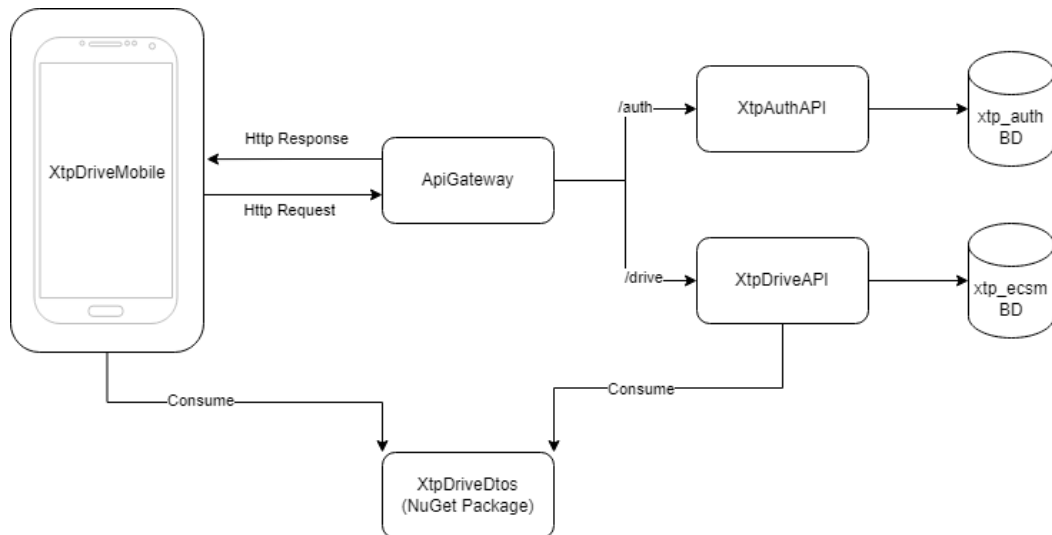 XtpDriveMobile
Http Response
Http Request
ApiGateway
/auth
XtpAuthAPI
xtp_auth
BD
/drive
XtpDriveAPI
xtp_ecsm
BD
Consume
Consume
XtpDriveDtos
(NuGet Package)